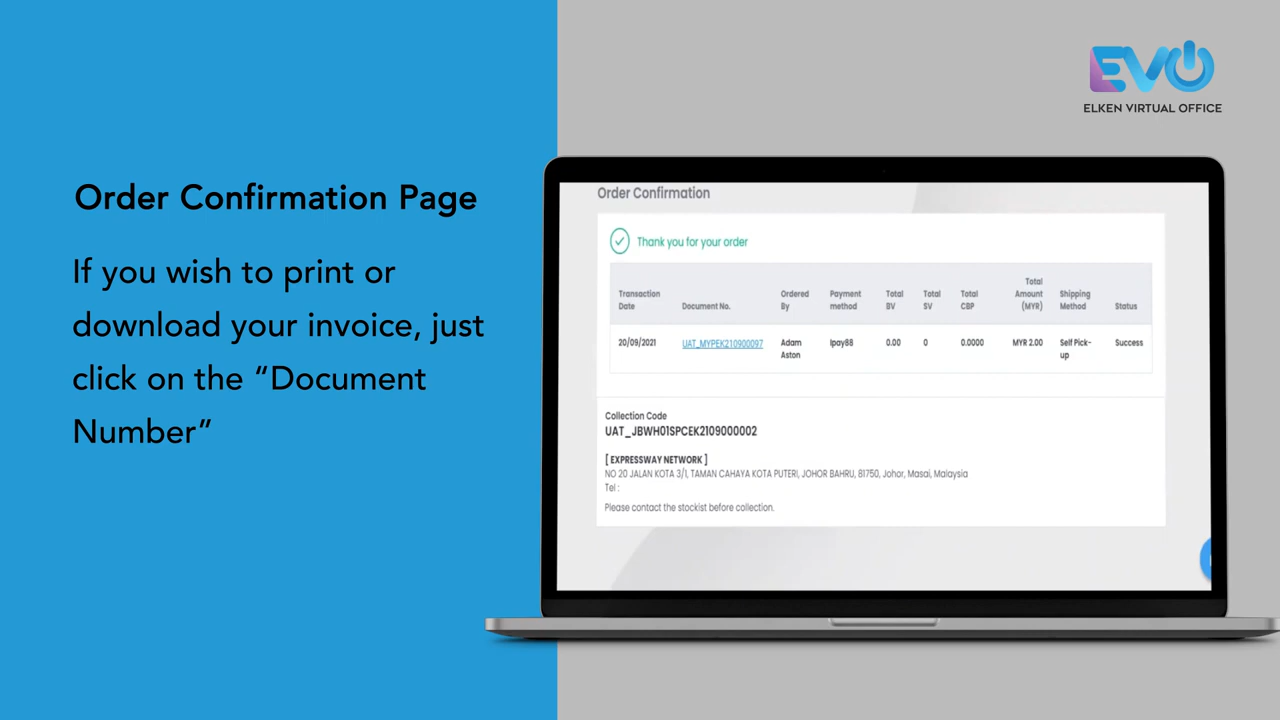 EVO
ELKEN VIRTUAL OFFICE
Order Confirmation Page
If you wish to print or
download your invoice, just
click on the “Document
Number”
Order Confirmation
Thank you for your order
Transaction Date Document No. Ordered By Payment method Total BV Total SV Total CBP Total Amount (MYR) Shipping Method Status
20/09/2021 UAT_MYPEK210900097 Adam Aston Ipay88 0.00 0 0.0000 MYR 2.00 Self Pick-up Success
Collection Code
UAT_JBWH01SPCEK2109000002
[ EXPRESSWAY NETWORK ]
NO 20 JALAN KOTA 3/1, TAMAN CAHAYA KOTA PUTERI, JOHOR BAHRU, 81750, Johor, Masai, Malaysia
Tel :
Please contact the stockist before collection.